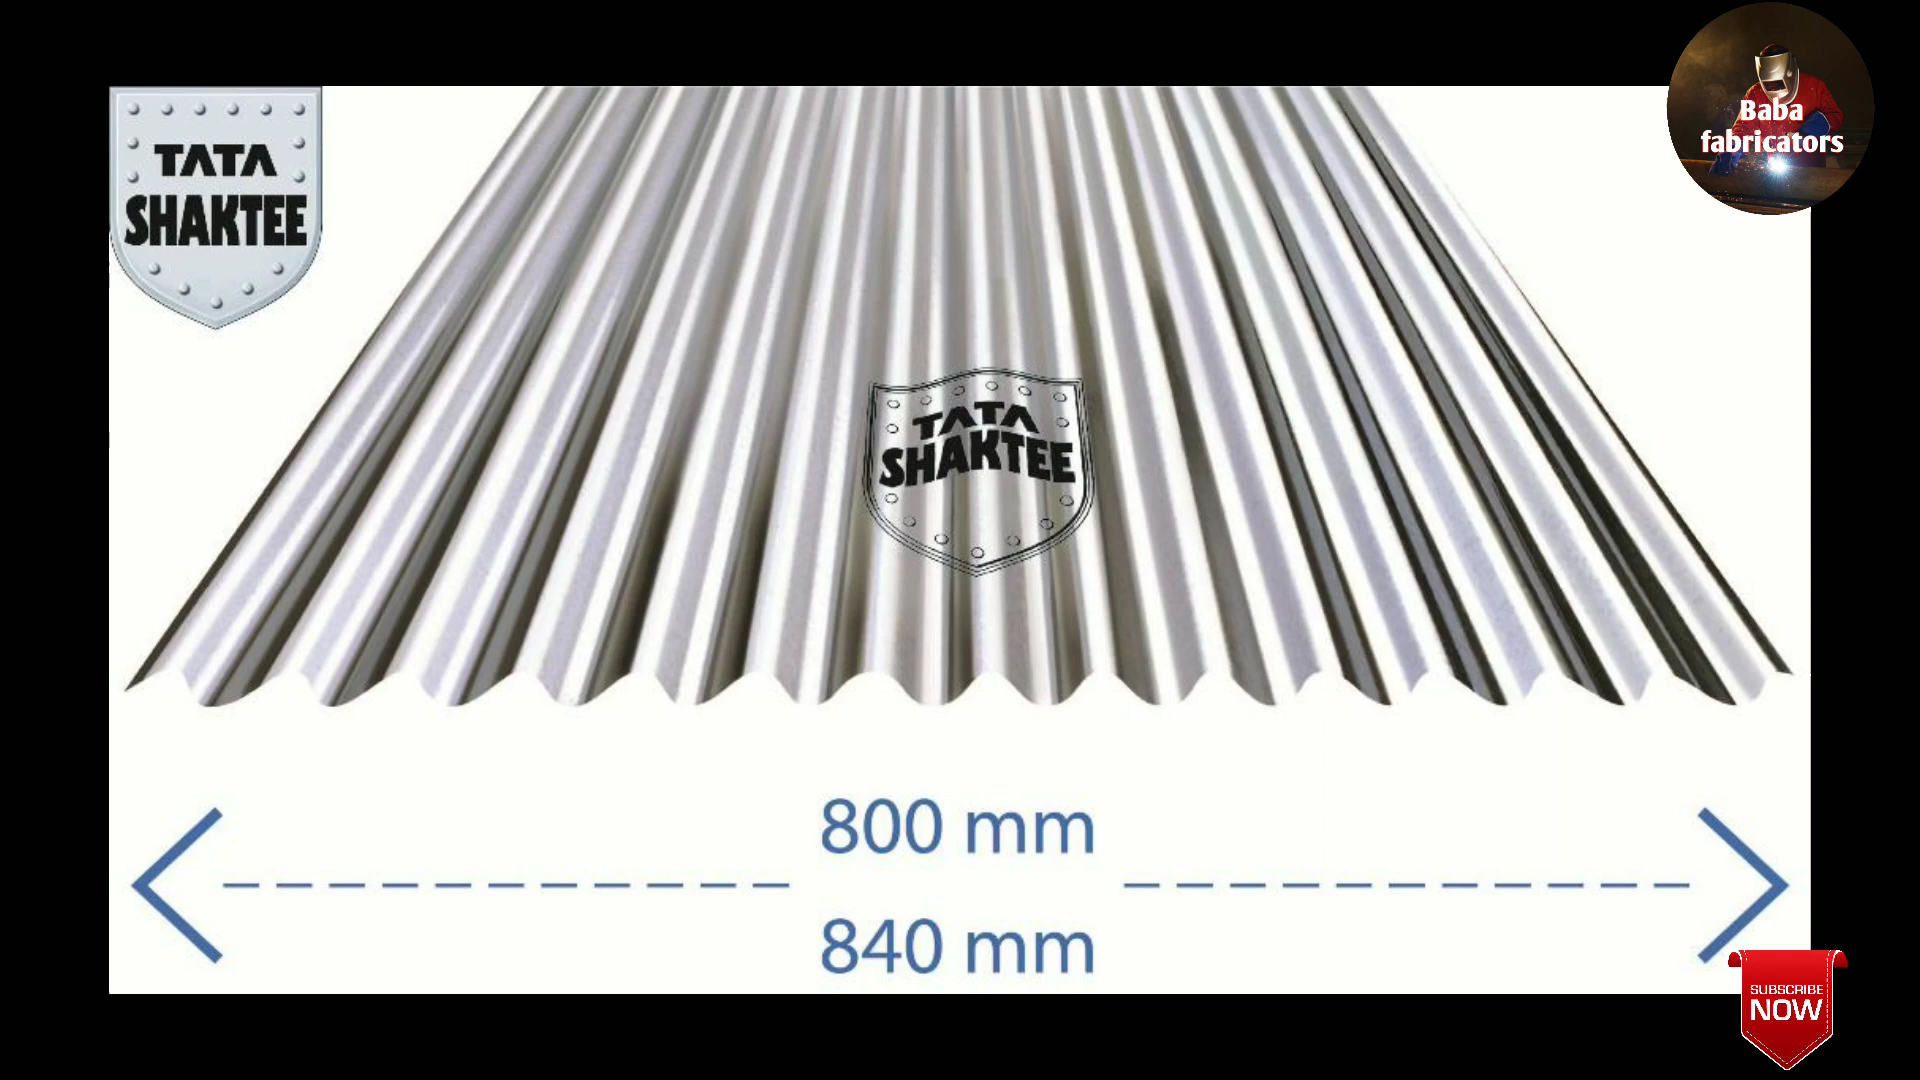 TATA
SHAKTEE
Baba
fabricators
TATA
SHAKTEE
800 mm
840 mm
SUBSCRIBE
NOW